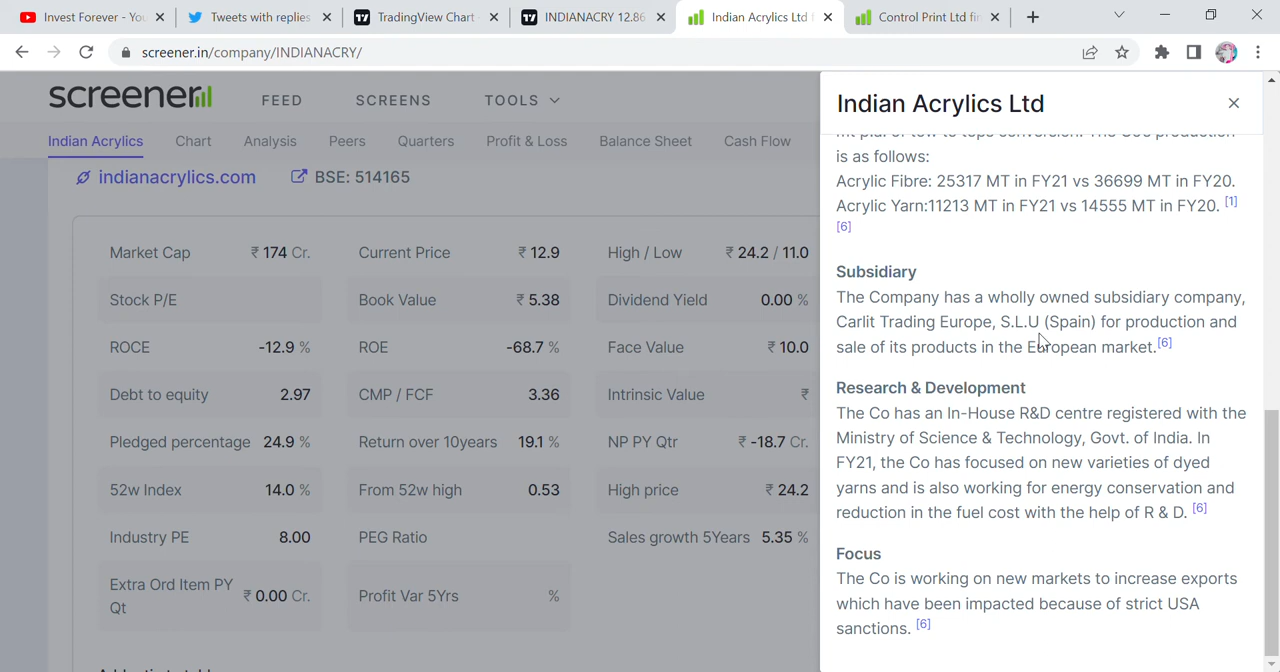 Invest Forever - Yo
Tweets with replies
TradingView Chart
INDIANACRY 12.86
Indian Acrylics Ltd f
Control Print Ltd fin
screener.in/company/INDIANACRY/
screener
FEED
SCREENS
TOOLS
Indian Acrylics
Chart
Analysis
Peers
Quarters
Profit & Loss
Balance Sheet
Cash Flow
indianacrylics.com
BSE: 514165
Market Cap ₹ 174 Cr.
Current Price ₹ 12.9
High / Low ₹ 24.2 / 11.0
Stock P/E
Book Value ₹ 5.38
Dividend Yield 0.00 %
ROCE -12.9 %
ROE -68.7 %
Face Value ₹ 10.0
Debt to equity 2.97
CMP / FCF 3.36
Intrinsic Value ₹
Pledged percentage 24.9 %
Return over 10years 19.1 %
NP PY Qtr ₹ -18.7 Cr.
52w Index 14.0 %
From 52w high 0.53
High price ₹ 24.2
Industry PE 8.00
PEG Ratio
Sales growth 5Years 5.35 %
Extra Ord Item PY
Qt ₹ 0.00 Cr.
Profit Var 5Yrs %
Indian Acrylics Ltd
mt p.a. of tow to tops conversion. The Co's production
is as follows:
Acrylic Fibre: 25317 MT in FY21 vs 36699 MT in FY20.
Acrylic Yarn:11213 MT in FY21 vs 14555 MT in FY20. [1]
[6]
Subsidiary
The Company has a wholly owned subsidiary company,
Carlit Trading Europe, S.L.U (Spain) for production and
sale of its products in the European market.[6]
Research & Development
The Co has an In-House R&D centre registered with the
Ministry of Science & Technology, Govt. of India. In
FY21, the Co has focused on new varieties of dyed
yarns and is also working for energy conservation and
reduction in the fuel cost with the help of R & D. [6]
Focus
The Co is working on new markets to increase exports
which have been impacted because of strict USA
sanctions. [6]